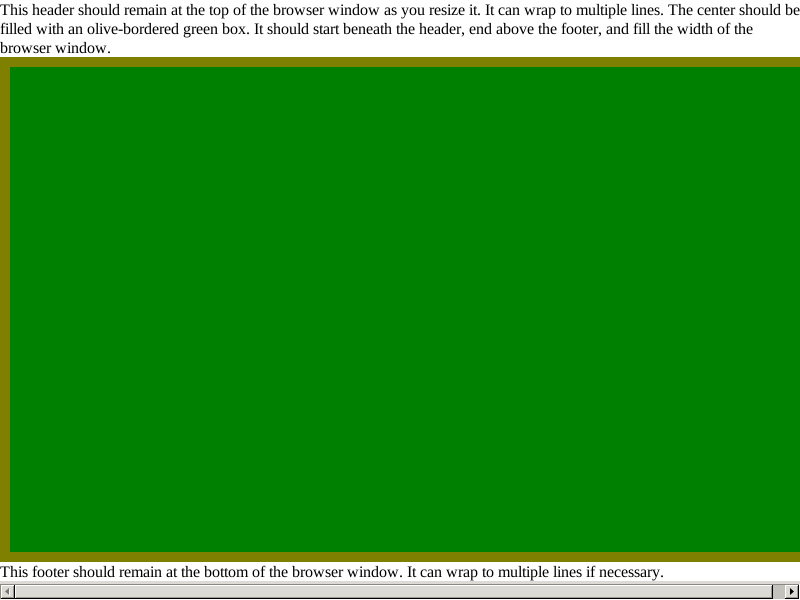 This header should remain at the top of the browser window as you resize it. It can wrap to multiple lines. The center should be
filled with an olive-bordered green box. It should start beneath the header, end above the footer, and fill the width of the
browser window.
This footer should remain at the bottom of the browser window. It can wrap to multiple lines if necessary.